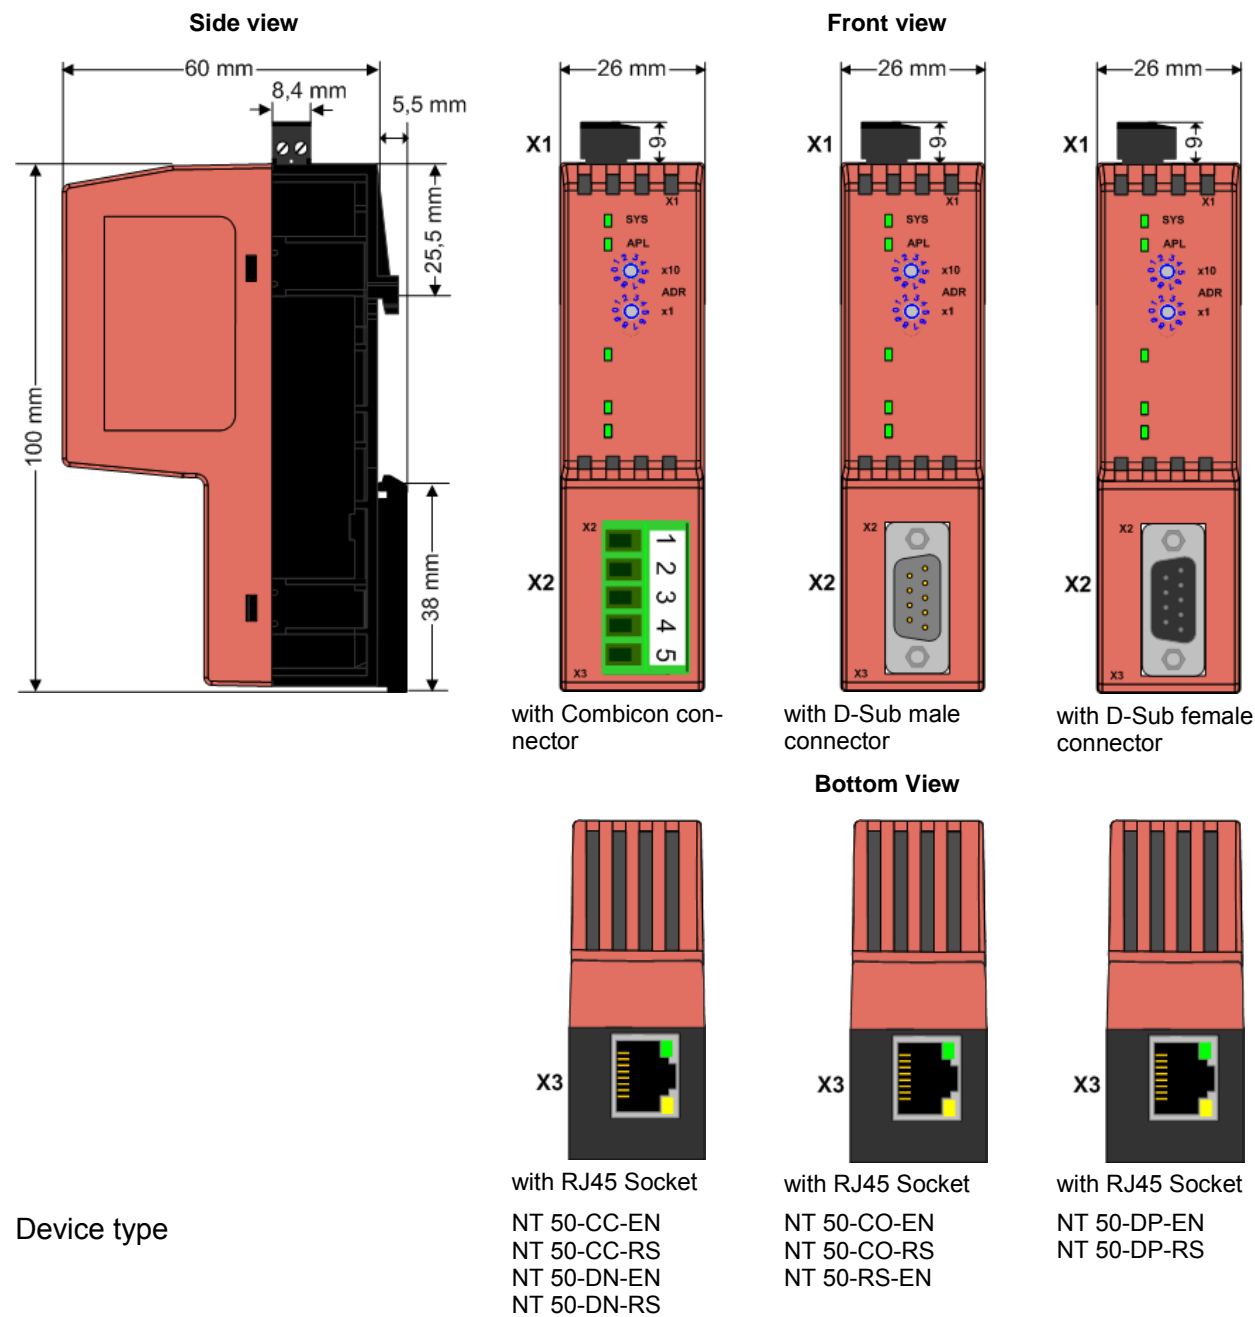 Side view
Front view
60 mm
8,4 mm
5,5 mm
25,5 mm
100 mm
38 mm
26 mm
X1
9
X1
SYS
APL
x10
ADR
x1
X2
X2
1
2
3
4
5
X3
with Combicon con-
nector
26 mm
X1
9
X1
SYS
APL
x10
ADR
x1
X2
X2
X3
with D-Sub male
connector
26 mm
X1
9
X1
SYS
APL
x10
ADR
x1
X2
X2
X3
with D-Sub female
connector
Bottom View
X3
X3
X3
with RJ45 Socket
with RJ45 Socket
with RJ45 Socket
Device type
NT 50-CC-EN
NT 50-CC-RS
NT 50-DN-EN
NT 50-DN-RS
NT 50-CO-EN
NT 50-CO-RS
NT 50-RS-EN
NT 50-DP-EN
NT 50-DP-RS